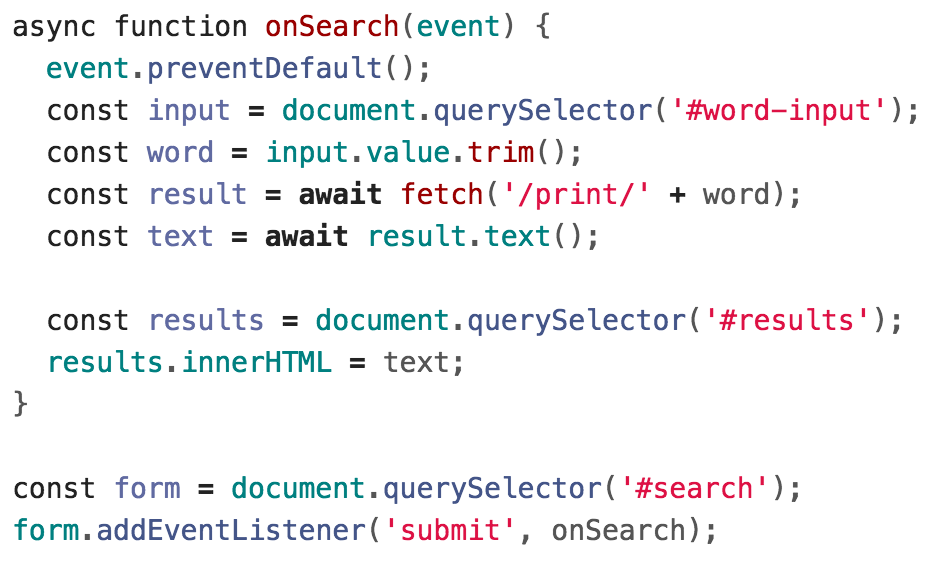 async function onSearch(event) {
  event.preventDefault();
  const input = document.querySelector('#word-input');
  const word = input.value.trim();
  const result = await fetch('/print/' + word);
  const text = await result.text();

  const results = document.querySelector('#results');
  results.innerHTML = text;
}

const form = document.querySelector('#search');
form.addEventListener('submit', onSearch);